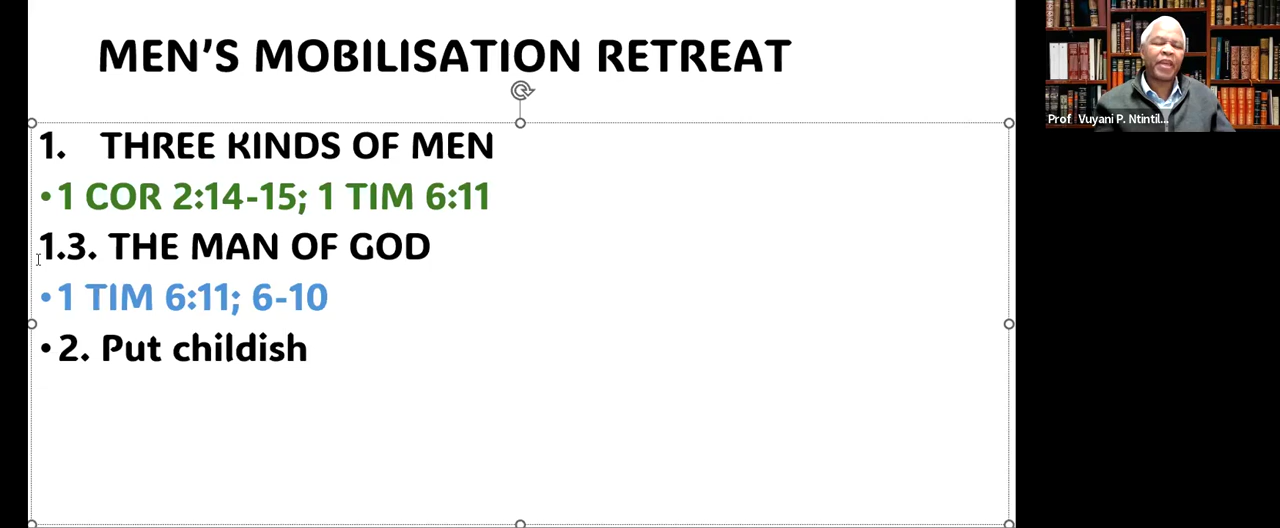 MEN'S MOBILISATION RETREAT
1. THREE KINDS OF MEN
• 1 COR 2:14-15; 1 TIM 6:11
1.3. THE MAN OF GOD
• 1 TIM 6:11; 6-10
• 2. Put childish
Prof Vuyani P. Ntintil...